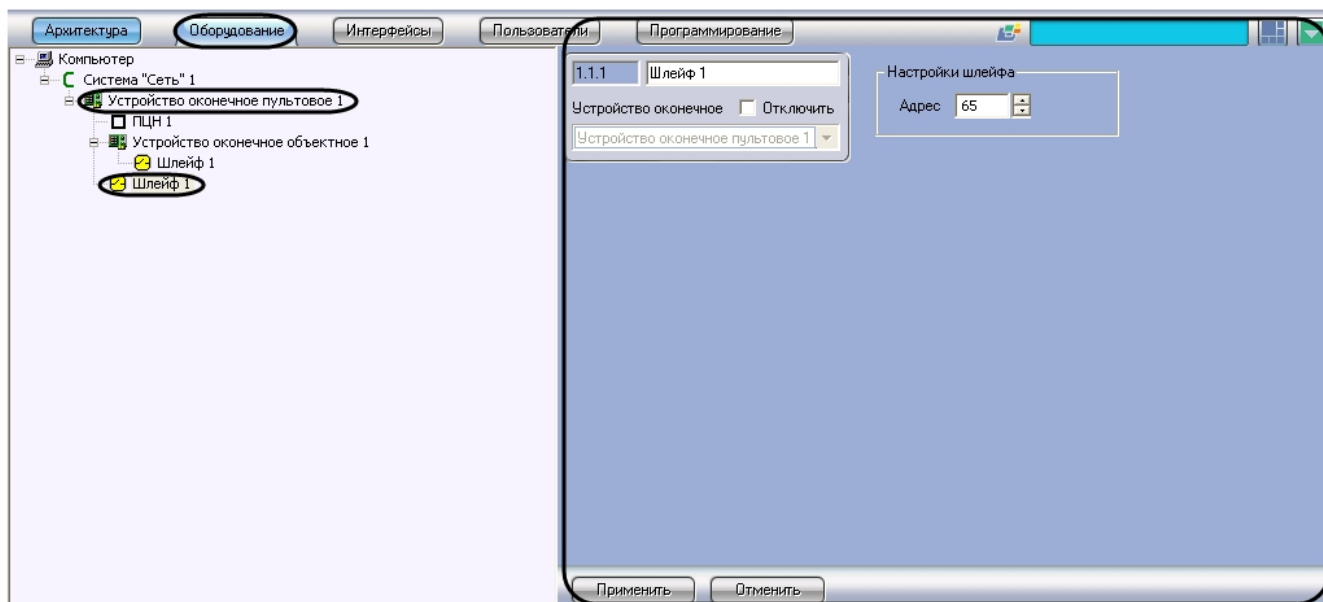 Архитектура Оборудование Интерфейсы Пользователи Программирование
Компьютер
Система "Сеть" 1
Устройство оконечное пультовое 1
ПЦН 1
Устройство оконечное объектное 1
Шлейф 1
Шлейф 1
1.1.1 Шлейф 1
Устройство оконечное Отключить
Устройство оконечное пультовое 1
Настройки шлейфа
Адрес 65
Применить Отменить